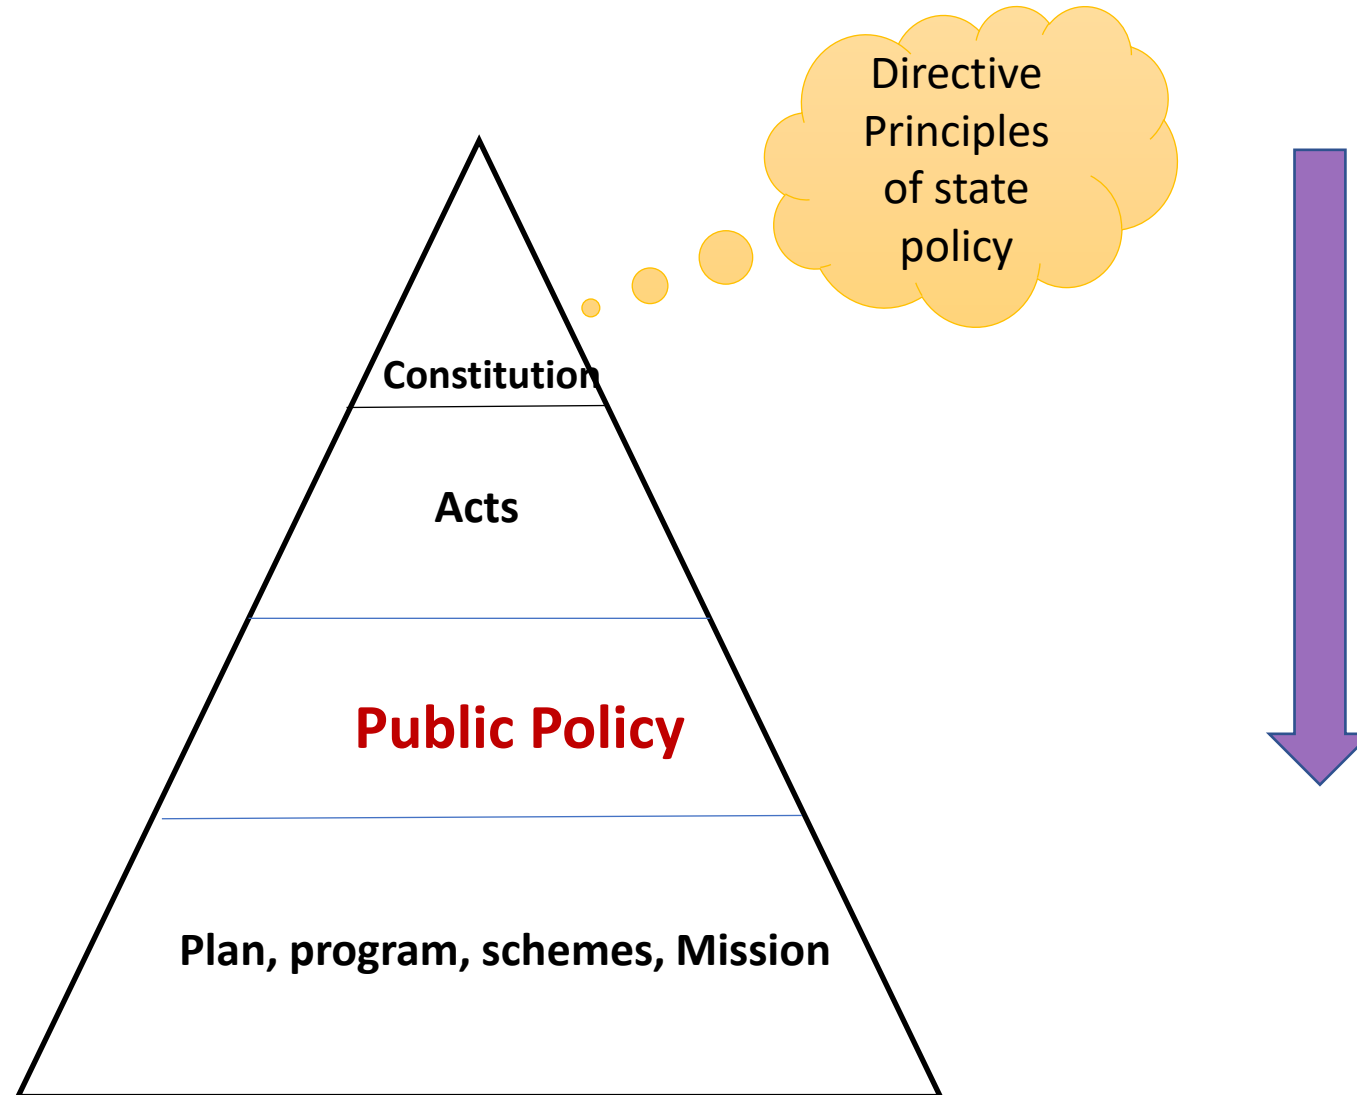 Directive
Principles
of state
policy
Constitution
Acts
Public Policy
Plan, program, schemes, Mission